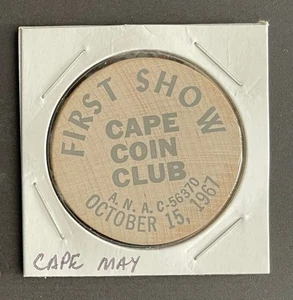 FIRST SHOW
CAPE
COIN
CLUB
A.N.A.C-56370
OCTOBER 15, 1967
CAPE MAY